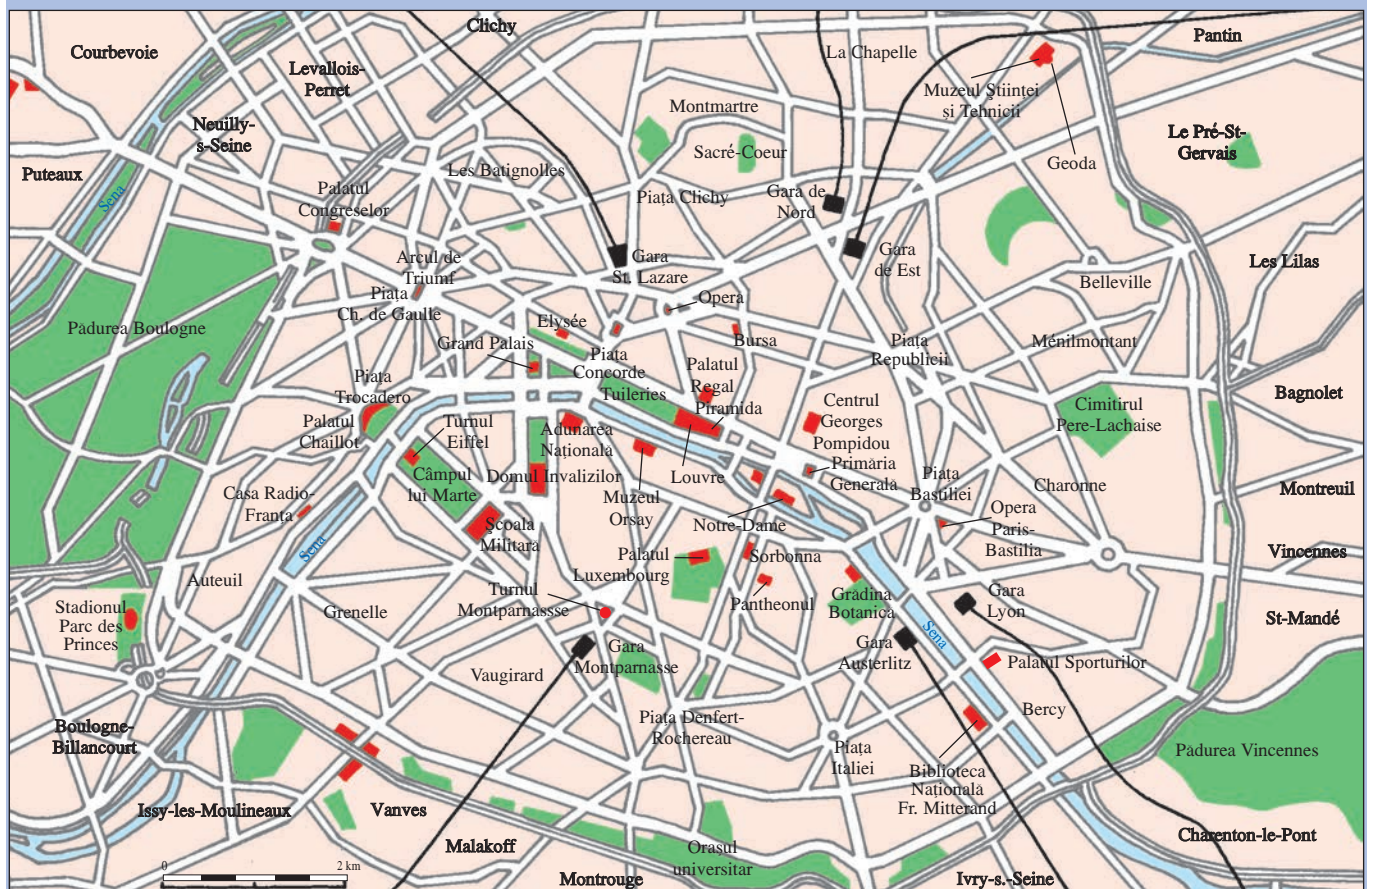 Clichy
Courbevoie
La Chapelle
Pantin
Levallois-
Perret
Muzeul Științei
și Tehnicii
Montmartre
Neuilly-
s-Seine
Le Pré-St-
Gervais
Sacré-Coeur
Geoda
Puteaux
Les Batignolles
Sena
Palatul
Congreselor
Piața Clichy
Gara de
Nord
Arcul de
Triumf
Gara
St. Lazare
Gara
de Est
Les Lilas
Belleville
Piața
Ch. de Gaulle
Opera
Padurea Boulogne
Elysée
Grand Palais
Bursa
Piața
Republicii
Ménilmontant
Piața
Concorde
Palatul
Regal
Piața
Trocadero
Tuileries
Bagnolet
Piramida
Centrul
Georges
Pompidou
Cimitirul
Pere-Lachaise
Palatul
Chaillot
Turnul
Eiffel
Adunarea
Națională
Primăria
Generală
Câmpul
lui Marte
Domul Invalizilor
Louvre
Piața
Bastiliei
Charonne
Montreuil
Casa Radio-
Franța
Muzeul
Orsay
Notre-Dame
Opera
Paris-
Bastilia
Școala
Militară
Sena
Palatul
Luxembourg
Sorbonna
Vincennes
Auteuil
Turnul
Montparnassse
Pantheonul
Grădina
Botanică
Gara
Lyon
Stadionul
Parc des
Princes
Grenelle
St-Mandé
Sena
Gara
Montparnasse
Gara
Austerlitz
Palatul Sporturilor
Vaugirard
Bercy
Boulogne-
Billancourt
Piața Denfert-
Rochereau
Piața
Italiei
Padurea Vincennes
Biblioteca
Națională
Fr. Mitterand
Issy-les-Moulineaux
Vanves
Charenton-le-Pont
Malakoff
Orașul
universitar
0 2 km
Montrouge
Ivry-s.-Seine